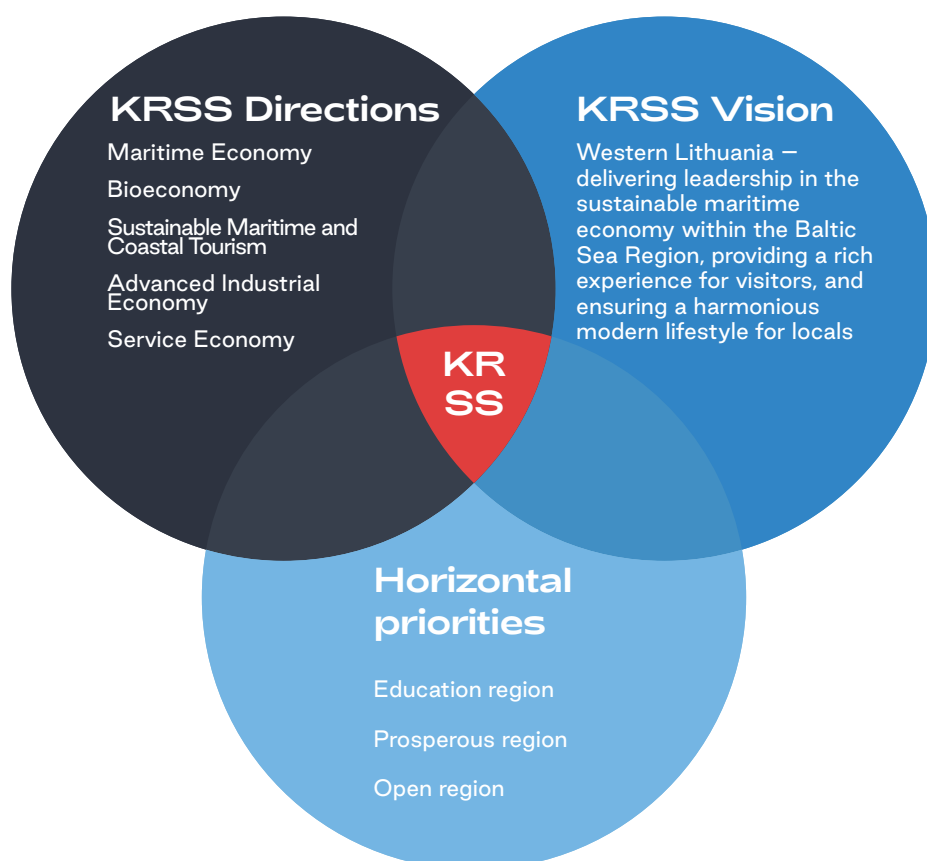 KRSS Directions
Maritime Economy
Bioeconomy
Sustainable Maritime and
Coastal Tourism
Advanced Industrial
Economy
Service Economy
KRSS Vision
Western Lithuania –
delivering leadership in the
sustainable maritime
economy within the Baltic
Sea Region, providing a rich
experience for visitors, and
ensuring a harmonious
modern lifestyle for locals
KR
SS
Horizontal
priorities
Education region
Prosperous region
Open region